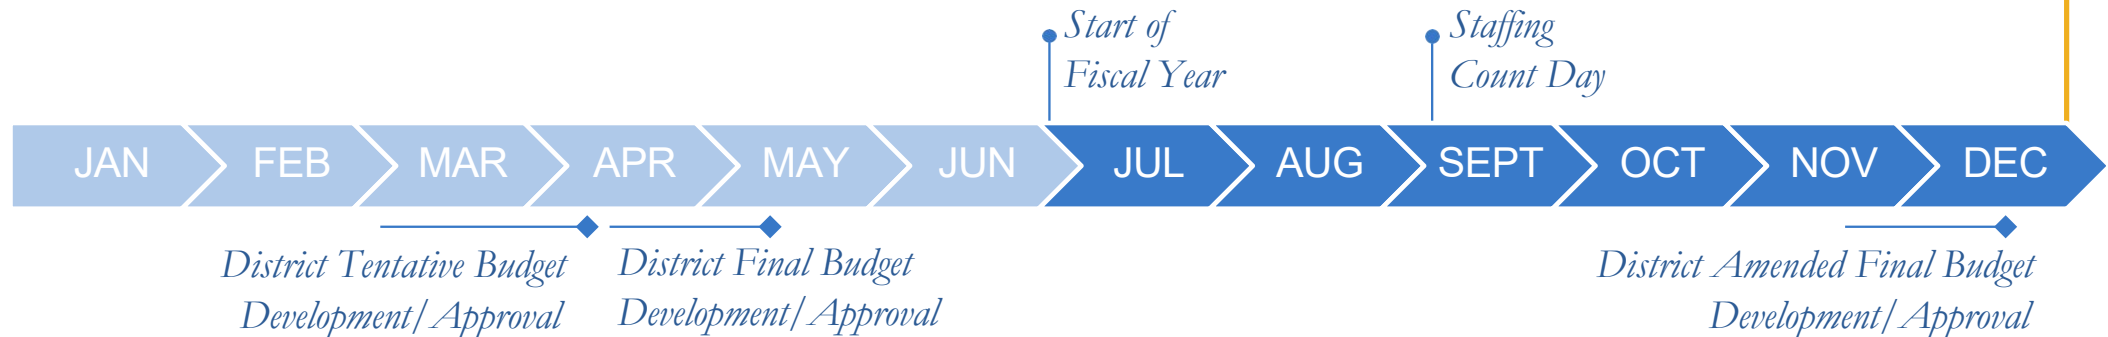 Start of
Fiscal Year
Staffing
Count Day
JAN FEB MAR APR MAY JUN JUL AUG SEPT OCT NOV DEC
District Tentative Budget
Development/Approval
District Final Budget
Development/Approval
District Amended Final Budget
Development/Approval